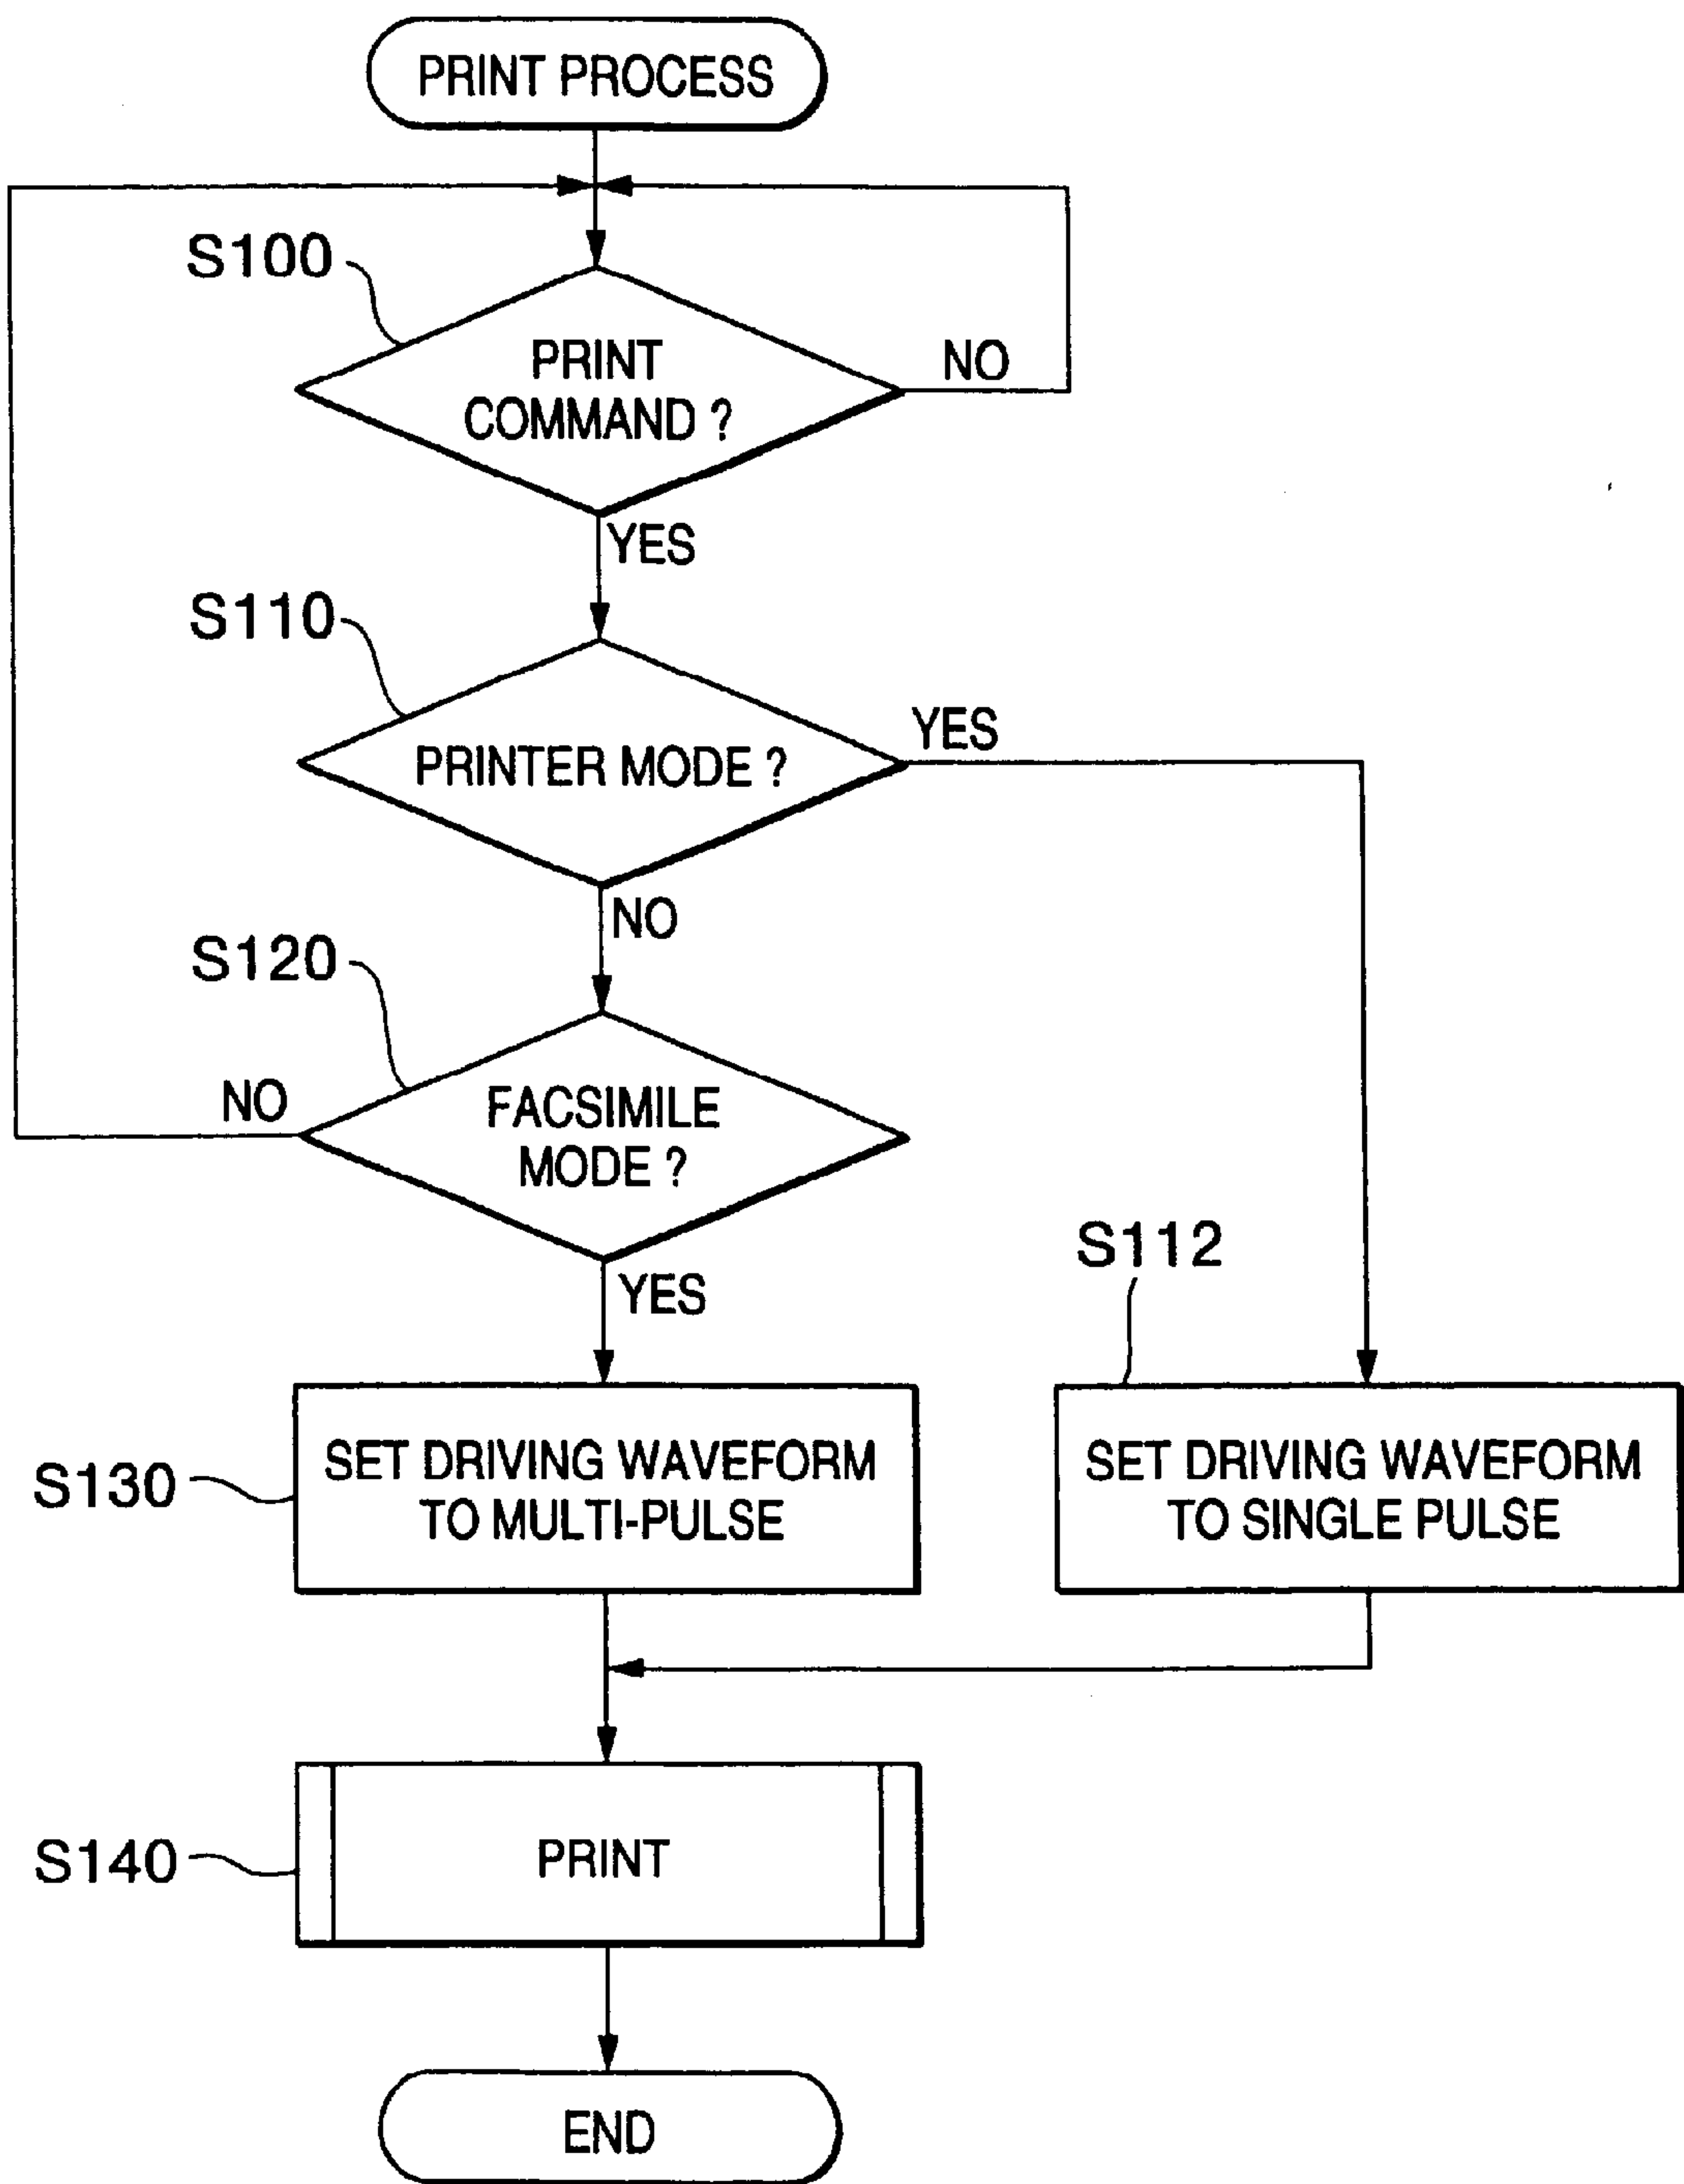 PRINT PROCESS
S100
PRINT
COMMAND ?
NO
YES
S110
PRINTER MODE ?
YES
NO
S120
FACSIMILE
MODE ?
NO
YES
S112
S130
SET DRIVING WAVEFORM
TO MULTI-PULSE
SET DRIVING WAVEFORM
TO SINGLE PULSE
S140
PRINT
END